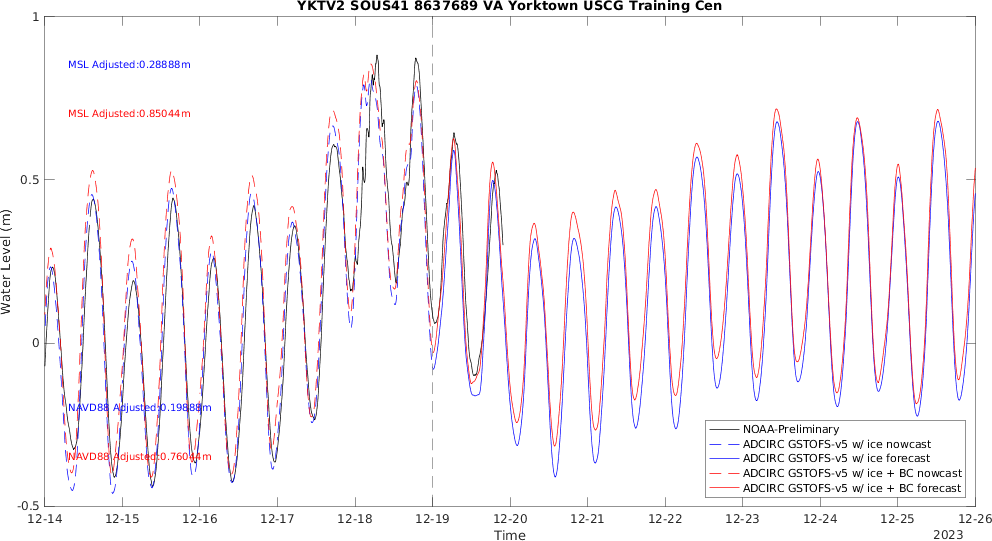 YKTV2 SOUS41 8637689 VA Yorktown USCG Training Cen
Water Level (m)
1
0.5
0
-0.5
MSL Adjusted:0.28888m
MSL Adjusted:0.85044m
NAVD88 Adjusted:0.19888m
NAVD88 Adjusted:0.76044m
NOAA-Preliminary
ADCIRC GSTOFS-v5 w/ ice nowcast
ADCIRC GSTOFS-v5 w/ ice forecast
ADCIRC GSTOFS-v5 w/ ice + BC nowcast
ADCIRC GSTOFS-v5 w/ ice + BC forecast
12-14 12-15 12-16 12-17 12-18 12-19 12-20 12-21 12-22 12-23 12-24 12-25 12-26
Time
2023